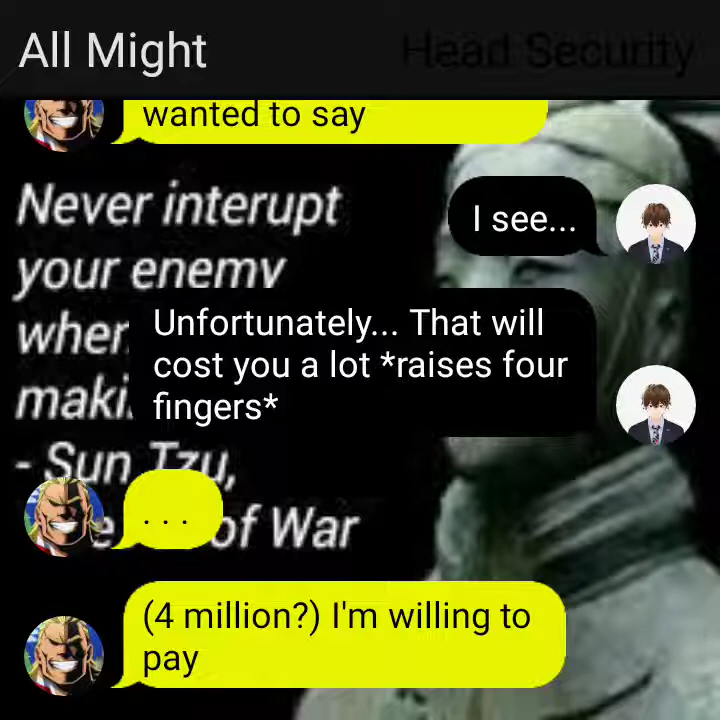 All Might
Head Security
wanted to say
Never interupt
I see...
your enemy
when
Unfortunately... That will
cost you a lot *raises four
fingers*
maki
- Sun Tzu,
. . .
of War
(4 million?) I'm willing to
pay